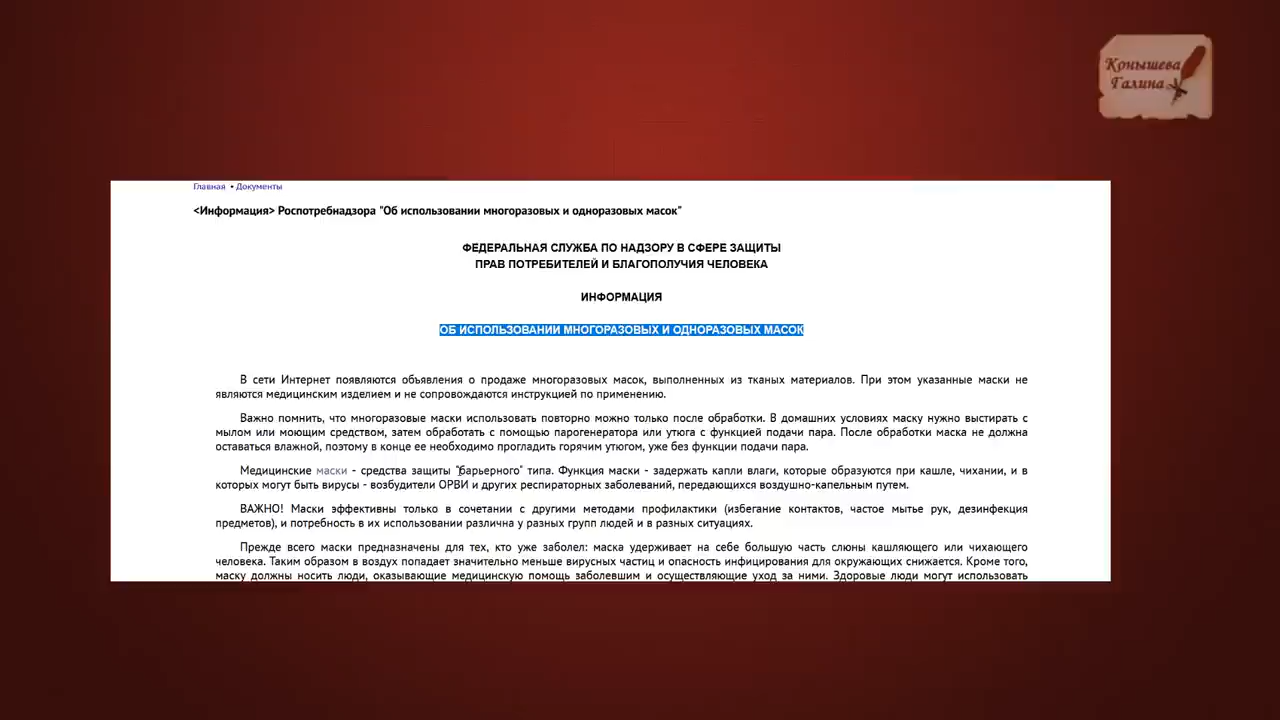 Конышева
Галина
Главная • Документы
<Информация> Роспотребнадзора "Об использовании многоразовых и одноразовых масок"
ФЕДЕРАЛЬНАЯ СЛУЖБА ПО НАДЗОРУ В СФЕРЕ ЗАЩИТЫ
ПРАВ ПОТРЕБИТЕЛЕЙ И БЛАГОПОЛУЧИЯ ЧЕЛОВЕКА
ИНФОРМАЦИЯ
ОБ ИСПОЛЬЗОВАНИИ МНОГОРАЗОВЫХ И ОДНОРАЗОВЫХ МАСОК
В сети Интернет появляются объявления о продаже многоразовых масок, выполненных из тканых материалов. При этом указанные маски не
являются медицинским изделием и не сопровождаются инструкцией по применению.
Важно помнить, что многоразовые маски использовать повторно можно только после обработки. В домашних условиях маску нужно выстирать с
мылом или моющим средством, затем обработать с помощью парогенератора или утюга с функцией подачи пара. После обработки маска не должна
оставаться влажной, поэтому в конце ее необходимо прогладить горячим утюгом, уже без функции подачи пара.
Медицинские маски - средства защиты "барьерного" типа. Функция маски - задержать капли влаги, которые образуются при кашле, чихании, и в
которых могут быть вирусы - возбудители ОРВИ и других респираторных заболеваний, передающихся воздушно-капельным путем.
ВАЖНО! Маски эффективны только в сочетании с другими методами профилактики (избегание контактов, частое мытье рук, дезинфекция
предметов), и потребность в их использовании различна у разных групп людей и в разных ситуациях.
Прежде всего маски предназначены для тех, кто уже заболел: маска удерживает на себе большую часть слюны кашляющего или чихающего
человека. Таким образом в воздух попадает значительно меньше вирусных частиц и опасность инфицирования для окружающих снижается. Кроме того,
маску должны носить люди, оказывающие медицинскую помощь заболевшим и осуществляющие уход за ними. Здоровые люди могут использовать